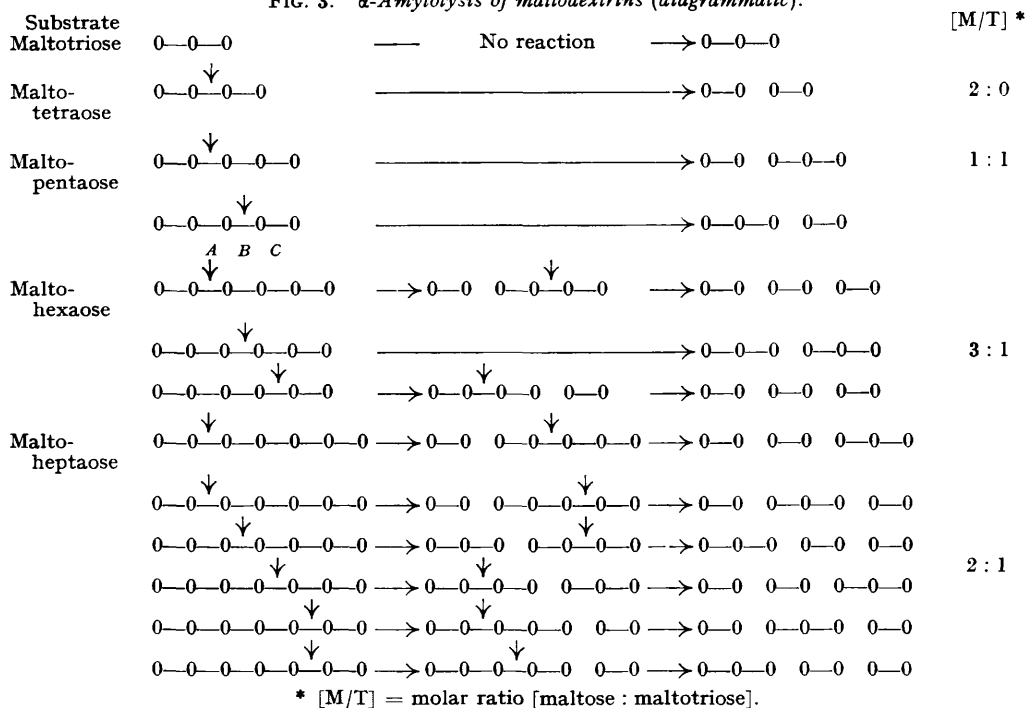 FIG. 3. α-Amylolysis of maltodextrins (diagrammatic).
Substrate [M/T] *
Maltotriose 0—0—0 — No reaction → 0—0—0
↓
Malto- 0—0—0—0 → 0—0 0—0 2 : 0
tetraose
↓
Malto- 0—0—0—0—0 → 0—0 0—0—0 1 : 1
pentaose
↓
0—0—0—0—0 → 0—0—0 0—0
A B C
↓ ↓
Malto- 0—0—0—0—0—0 → 0—0 0—0—0—0 → 0—0 0—0 0—0
hexaose
↓
0—0—0—0—0—0 → 0—0—0 0—0—0 3 : 1
↓ ↓
0—0—0—0—0—0 → 0—0—0—0 0—0 → 0—0 0—0 0—0
↓ ↓
Malto- 0—0—0—0—0—0—0 → 0—0 0—0—0—0—0 → 0—0 0—0 0—0—0
heptaose
↓ ↓
0—0—0—0—0—0—0 → 0—0 0—0—0—0—0 → 0—0 0—0—0 0—0
↓ ↓
0—0—0—0—0—0—0 → 0—0—0 0—0—0—0 → 0—0—0 0—0 0—0
2 : 1
↓ ↓
0—0—0—0—0—0—0 → 0—0—0—0 0—0—0 → 0—0 0—0 0—0—0
↓ ↓
0—0—0—0—0—0—0 → 0—0—0—0—0 0—0 → 0—0 0—0—0 0—0
↓ ↓
0—0—0—0—0—0—0 → 0—0—0—0—0 0—0 → 0—0—0 0—0 0—0
* [M/T] = molar ratio [maltose : maltotriose].